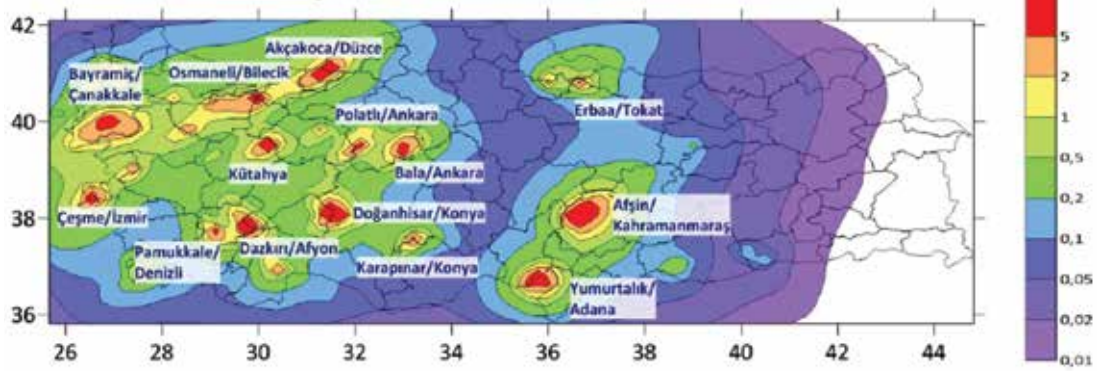 42
40
38
36
26
28
30
32
34
36
38
40
42
44
Akçakoca/Düzce
Bayramiç/
Çanakkale
Osmaneli/Bilecik
Polatlı/Ankara
Erbaa/Tokat
Kütahya
Bala/Ankara
Çeşme/İzmir
Doğanhisar/Konya
Afşin/
Kahramanmaraş
Pamukkale/
Denizli
Dazkırı/Afyon
Karapınar/Konya
Yumurtalık/
Adana
5
2
1
0,5
0,2
0,1
0,05
0,02
0,01